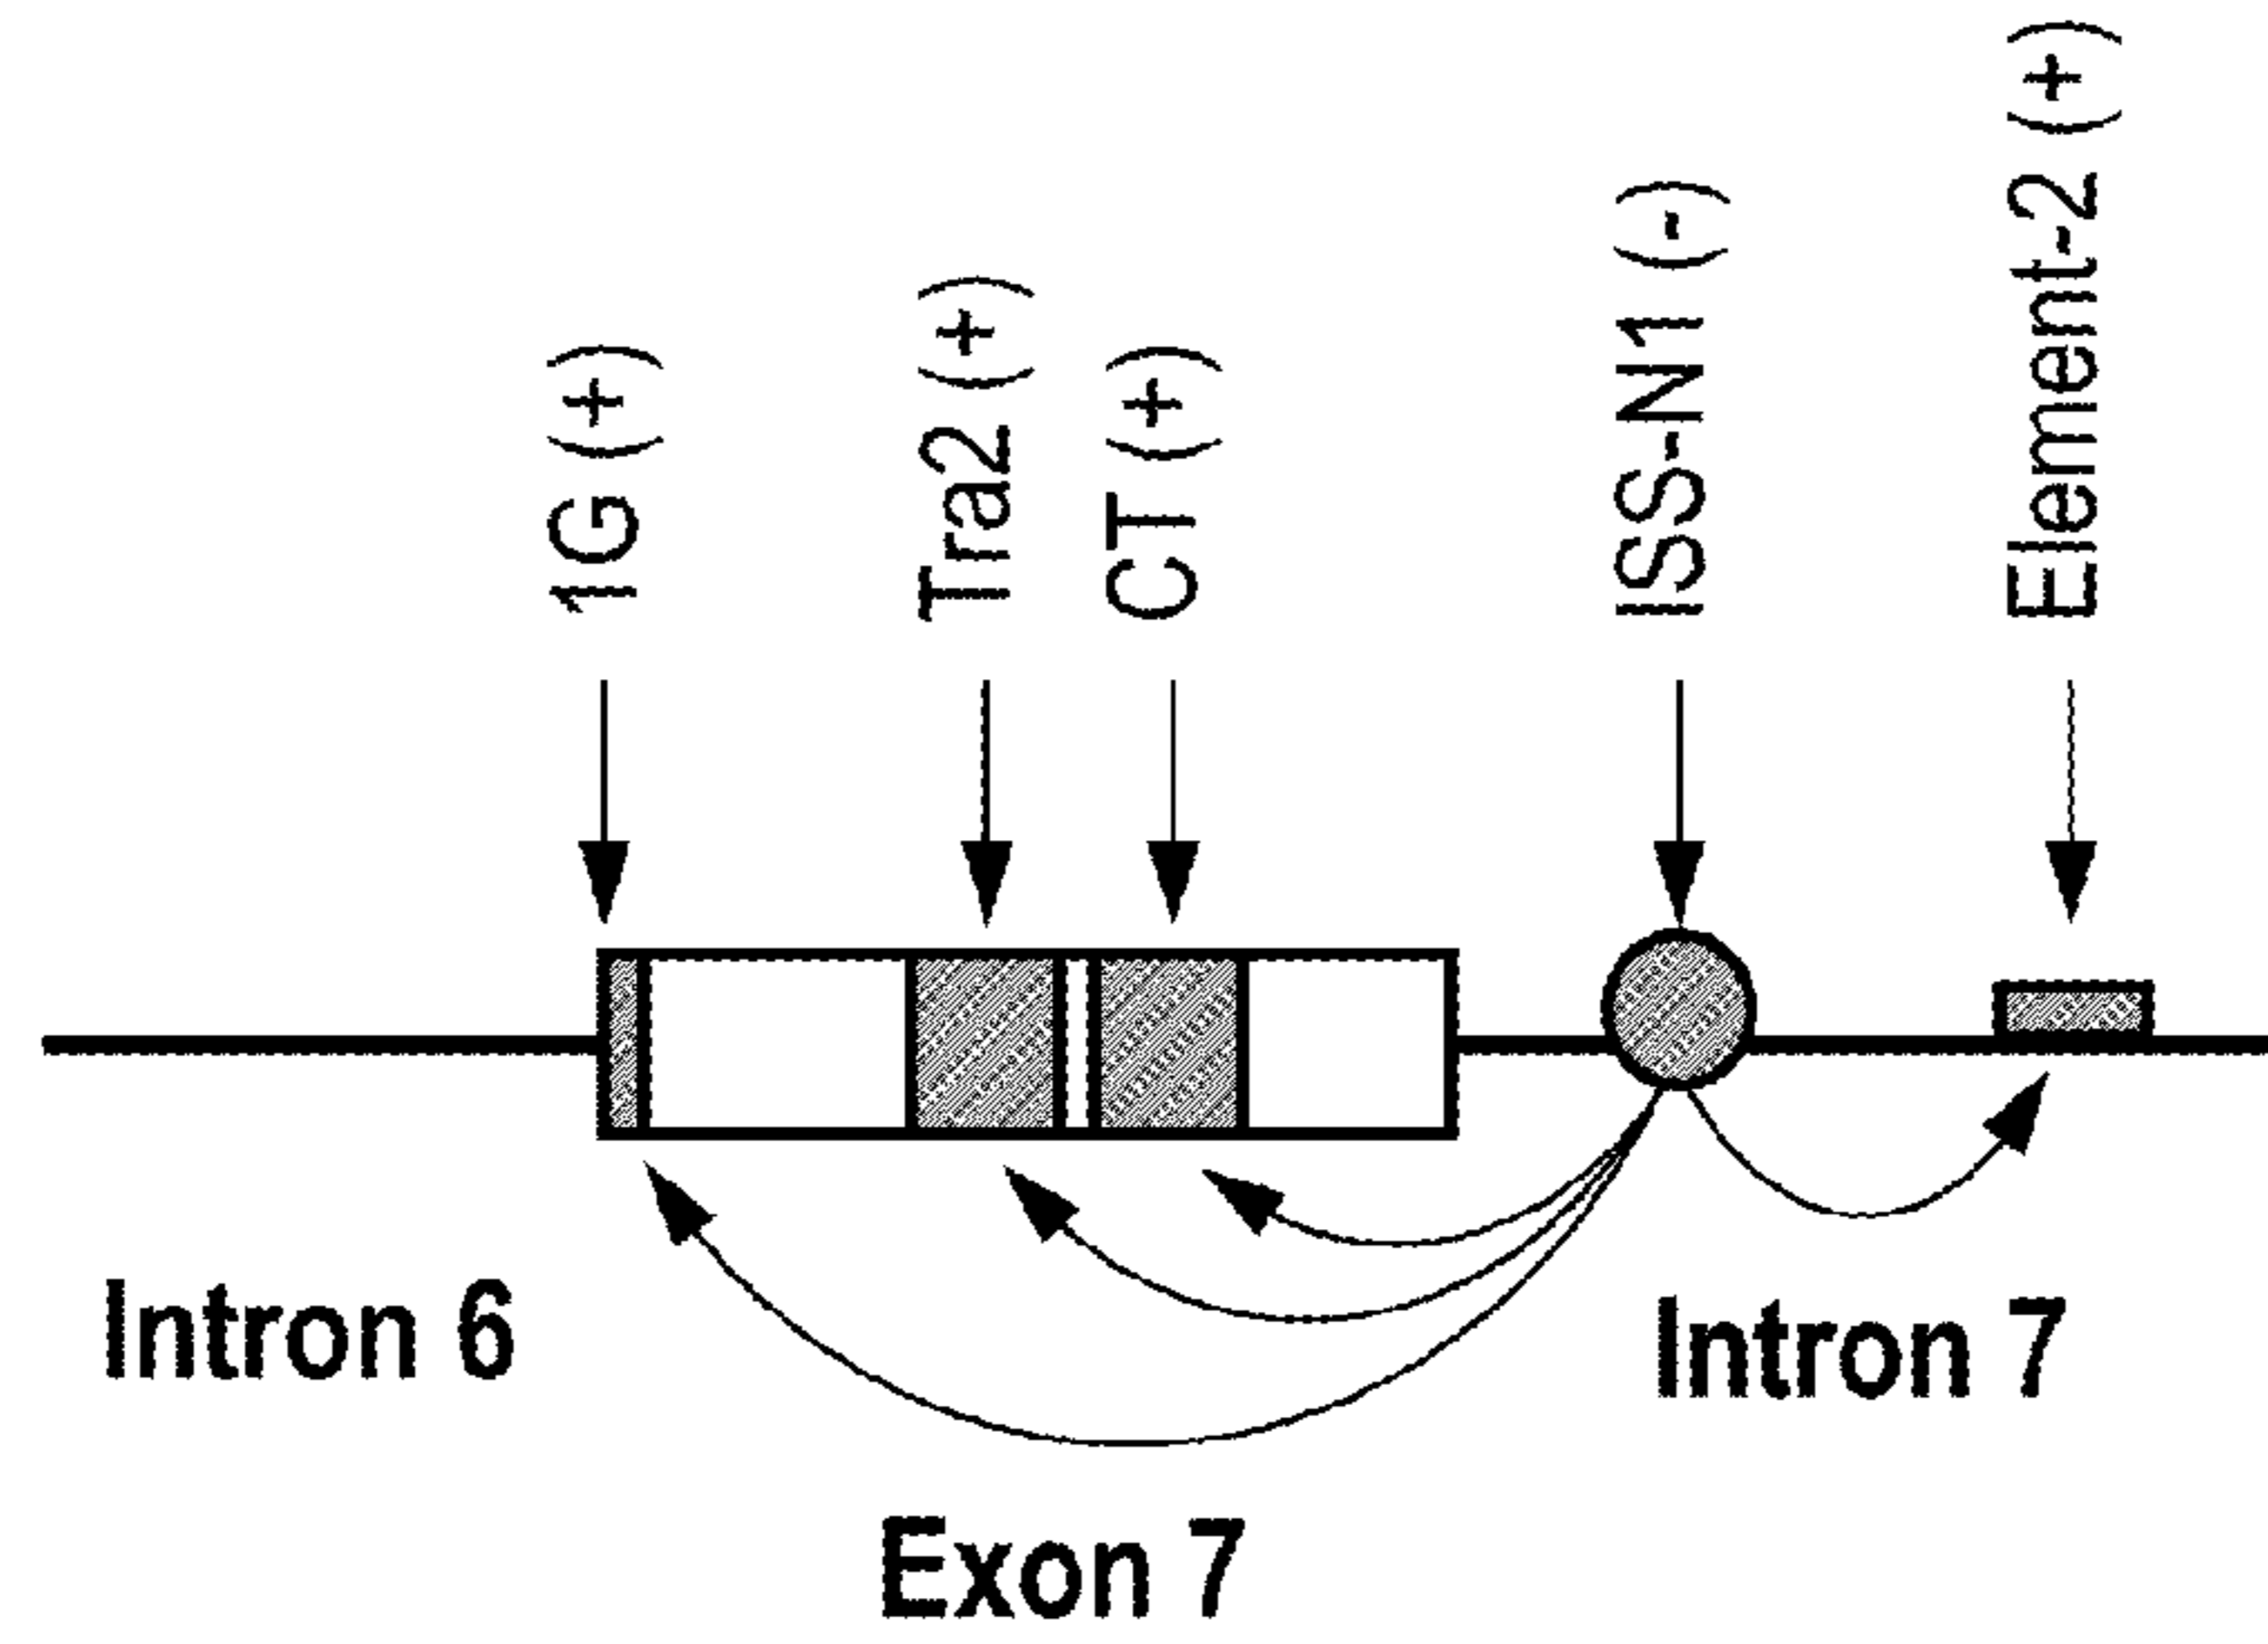 1G (+)
Tra2 (+)
CT (+)
ISS-N1 (-)
Element-2 (+)
Intron 6
Intron 7
Exon 7